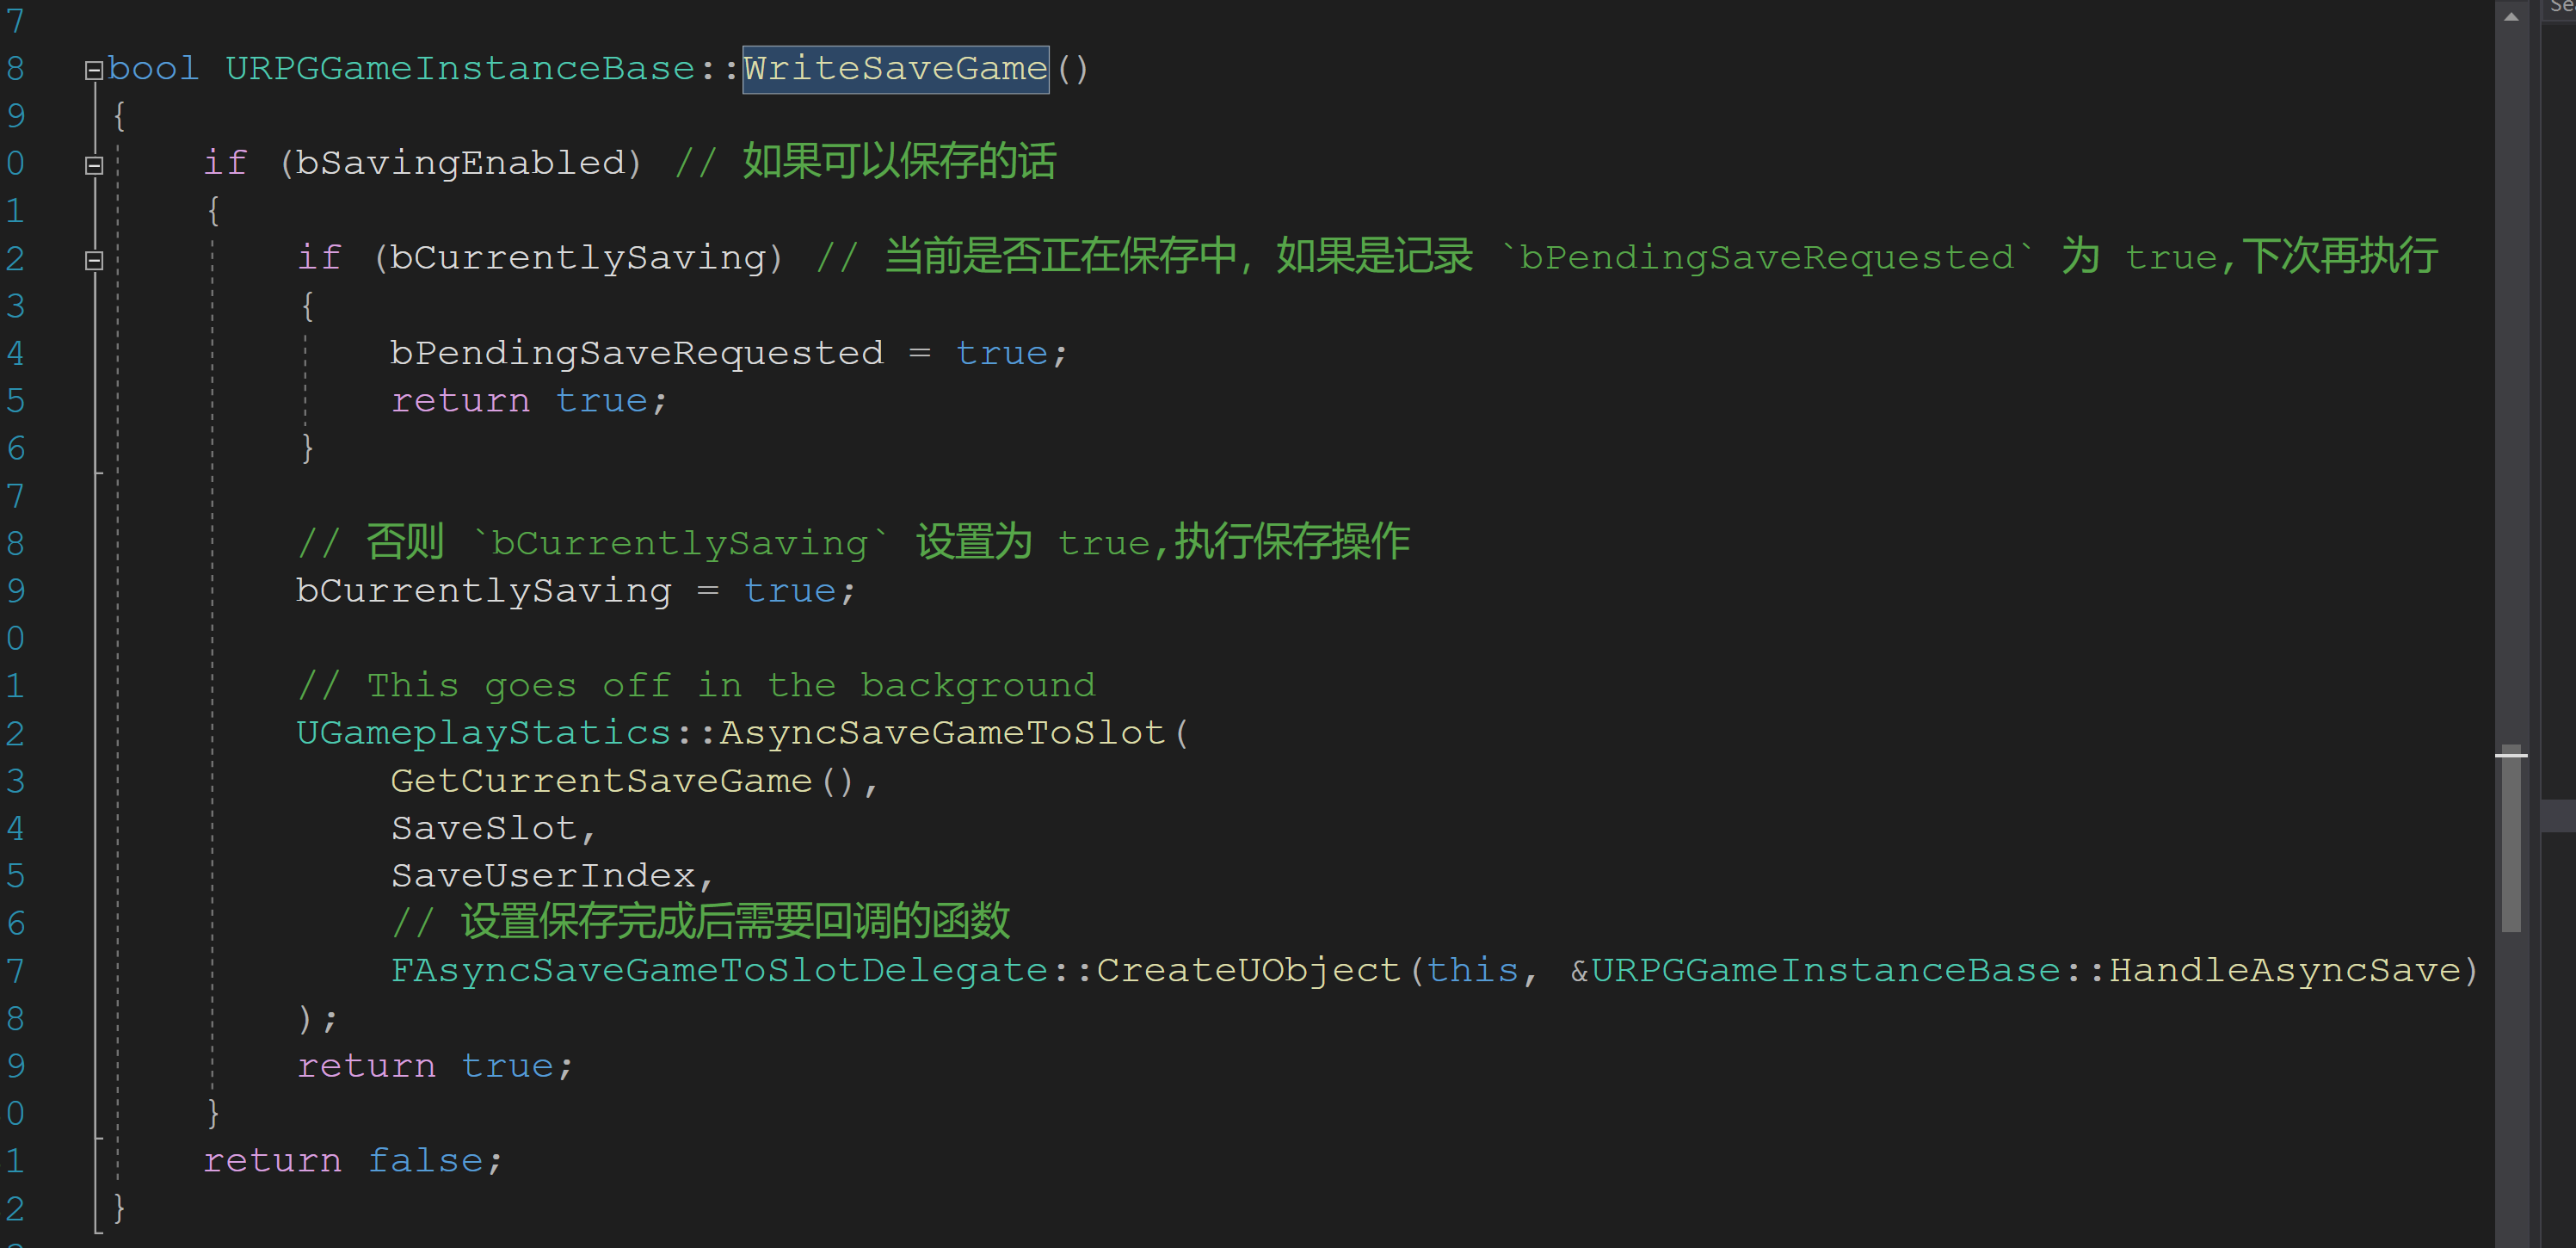 7
8 bool URPGGameInstanceBase::WriteSaveGame()
9 {
0 if (bSavingEnabled) // 如果可以保存的话
1 {
2 if (bCurrentlySaving) // 当前是否正在保存中, 如果是记录 `bPendingSaveRequested` 为 true,下次再执行
3 {
4 bPendingSaveRequested = true;
5 return true;
6 }
7
8 // 否则 `bCurrentlySaving` 设置为 true,执行保存操作
9 bCurrentlySaving = true;
0
1 // This goes off in the background
2 UGameplayStatics::AsyncSaveGameToSlot(
3 GetCurrentSaveGame(),
4 SaveSlot,
5 SaveUserIndex,
6 // 设置保存完成后需要回调的函数
7 FAsyncSaveGameToSlotDelegate::CreateUObject(this, &URPGGameInstanceBase::HandleAsyncSave)
8 );
9 return true;
0 }
1 return false;
2 }